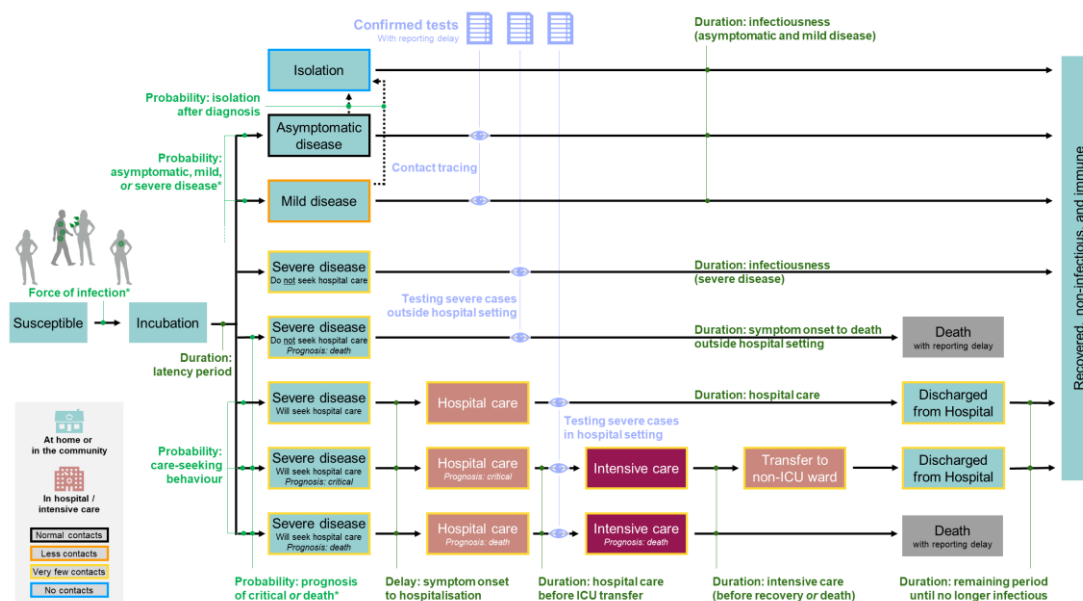 Confirmed tests
With reporting delay
Duration: infectiousness
(asymptomatic and mild disease)
Isolation
Probability: isolation
after diagnosis
Asymptomatic
disease
Contact tracing
Probability:
asymptomatic, mild,
or severe disease*
Mild disease
Severe disease
Do not seek hospital care
Duration: infectiousness
(severe disease)
Testing severe cases
outside hospital setting
Force of infection*
Susceptible
Incubation
Duration:
latency period
Severe disease
Do not seek hospital care
Prognosis: death
Duration: symptom onset to death
outside hospital setting
Death
with reporting delay
Severe disease
Will seek hospital care
Hospital care
Duration: hospital care
Discharged
from Hospital
Testing severe cases
in hospital setting
Probability:
care-seeking
behaviour
Severe disease
Will seek hospital care
Prognosis: critical
Hospital care
Prognosis: critical
Intensive care
Transfer to
non-ICU ward
Discharged
from Hospital
Severe disease
Will seek hospital care
Prognosis: death
Hospital care
Prognosis: death
Intensive care
Prognosis: death
Death
with reporting delay
Recovered, non-infectious, and immune
At home or
in the community
In hospital /
intensive care
Normal contacts
Less contacts
Very few contacts
No contacts
Probability: prognosis
of critical or death*
Delay: symptom onset
to hospitalisation
Duration: hospital care
before ICU transfer
Duration: intensive care
(before recovery or death)
Duration: remaining period
until no longer infectious